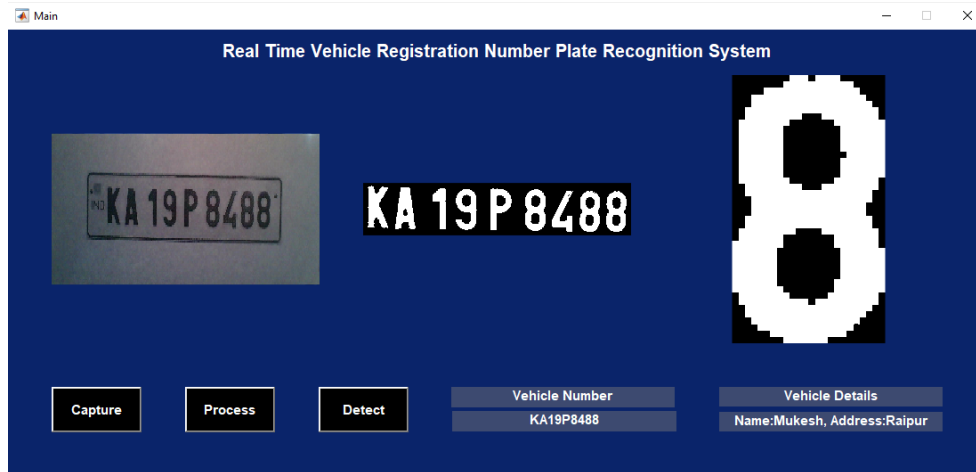 Main
Real Time Vehicle Registration Number Plate Recognition System
IND KA 19 P 8488
KA 19 P 8488
8
Capture
Process
Detect
Vehicle Number
KA19P8488
Vehicle Details
Name:Mukesh, Address:Raipur